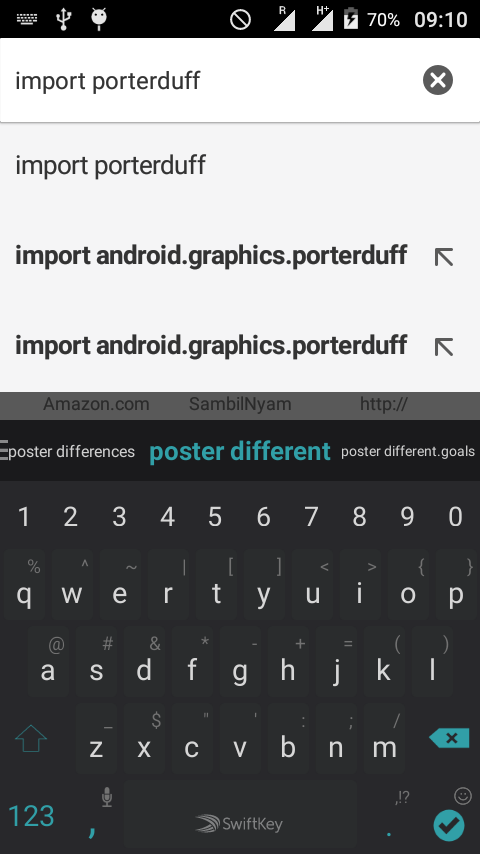 R H+ 70% 09:10
import porterduff
import porterduff
import android.graphics.porterduff
import android.graphics.porterduff
Amazon.com SambilNyam http://
poster differences poster different poster different.goals
1 2 3 4 5 6 7 8 9 0
% ^ ~ | [ ] < > { }
q w e r t y u i o p
@ # & * - + = ( )
a s d f g h j k l
_ $ " ' : ; /
z x c v b n m
,!?
123 , SwiftKey .